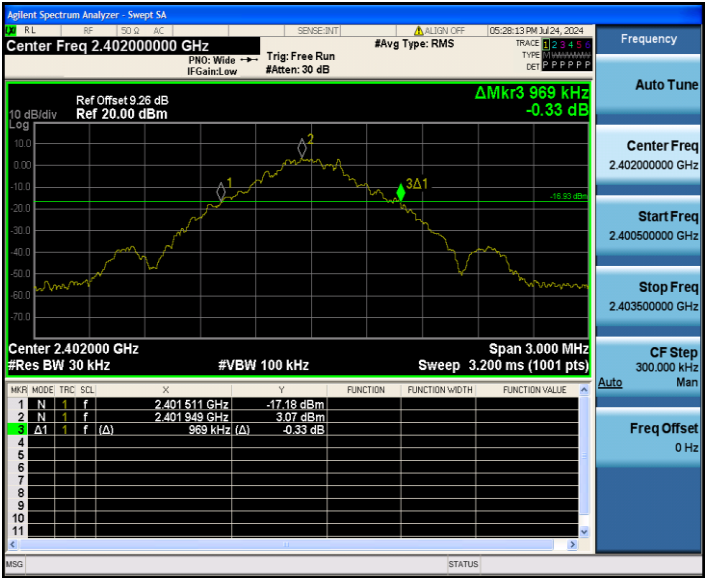 Agilent Spectrum Analyzer - Swept SA
RL RF 50 Ω AC SENSE:INT ALIGN OFF 05:28:13 PM Jul 24, 2024
Center Freq 2.402000000 GHz
PNO: Wide
IFGain:Low
Trig: Free Run
#Atten: 30 dB
#Avg Type: RMS
TRACE 1 2 3 4 5 6
TYPE M
DET P P P P P P
Frequency
Auto Tune
Center Freq
2.402000000 GHz
Start Freq
2.400500000 GHz
Stop Freq
2.403500000 GHz
CF Step
300.000 kHz
Auto Man
Freq Offset
0 Hz
ΔMkr3 969 kHz
-0.33 dB
Ref Offset 9.26 dB
10 dB/div Ref 20.00 dBm
Log
10.0
0.00
-10.0
-20.0
-30.0
-40.0
-50.0
-60.0
-70.0
1
2
3Δ1
-16.93 dBm
Center 2.402000 GHz Span 3.000 MHz
#Res BW 30 kHz #VBW 100 kHz Sweep 3.200 ms (1001 pts)
MKR MODE TRC SCL X Y FUNCTION FUNCTION WIDTH FUNCTION VALUE
1 N 1 f 2.401 511 GHz -17.18 dBm
2 N 1 f 2.401 949 GHz 3.07 dBm
3 Δ1 1 f (Δ) 969 kHz (Δ) -0.33 dB
4
5
6
7
8
9
10
11
MSG STATUS